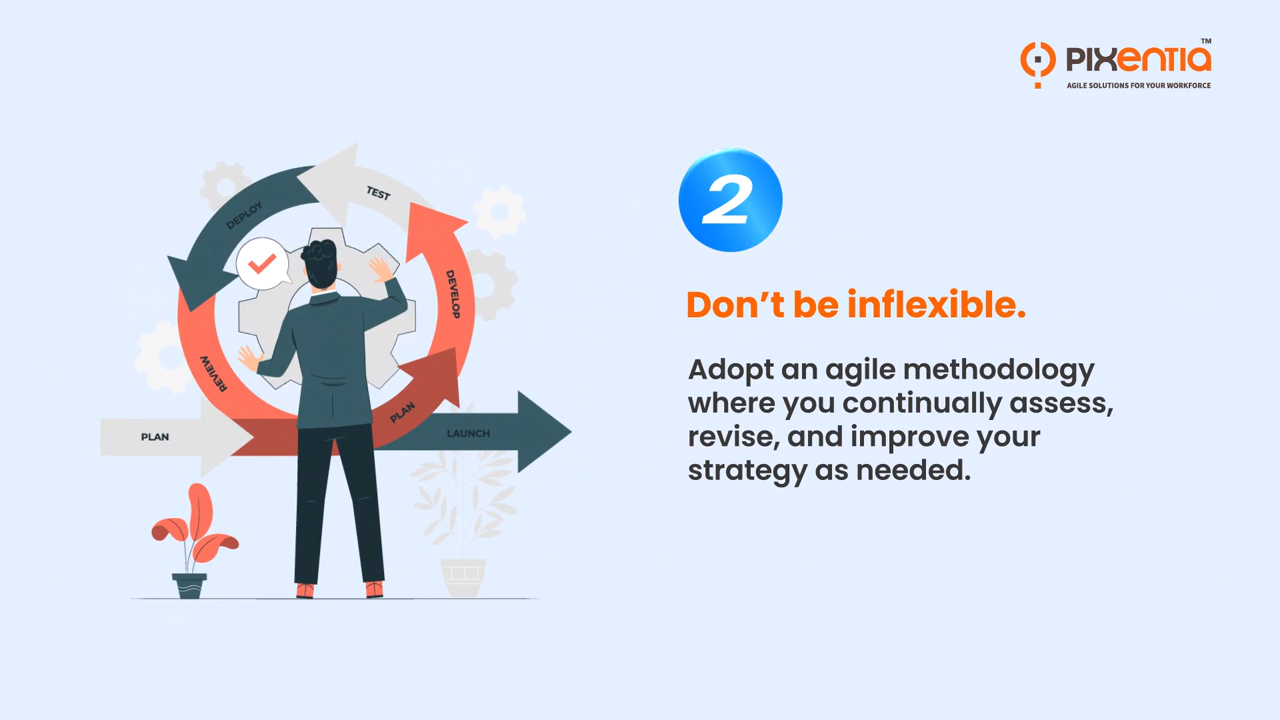 PIXentia
TM
AGILE SOLUTIONS FOR YOUR WORKFORCE
TEST
DEPLOY
DEVELOP
REVIEW
PLAN
PLAN
LAUNCH
2
Don’t be inflexible.
Adopt an agile methodology
where you continually assess,
revise, and improve your
strategy as needed.